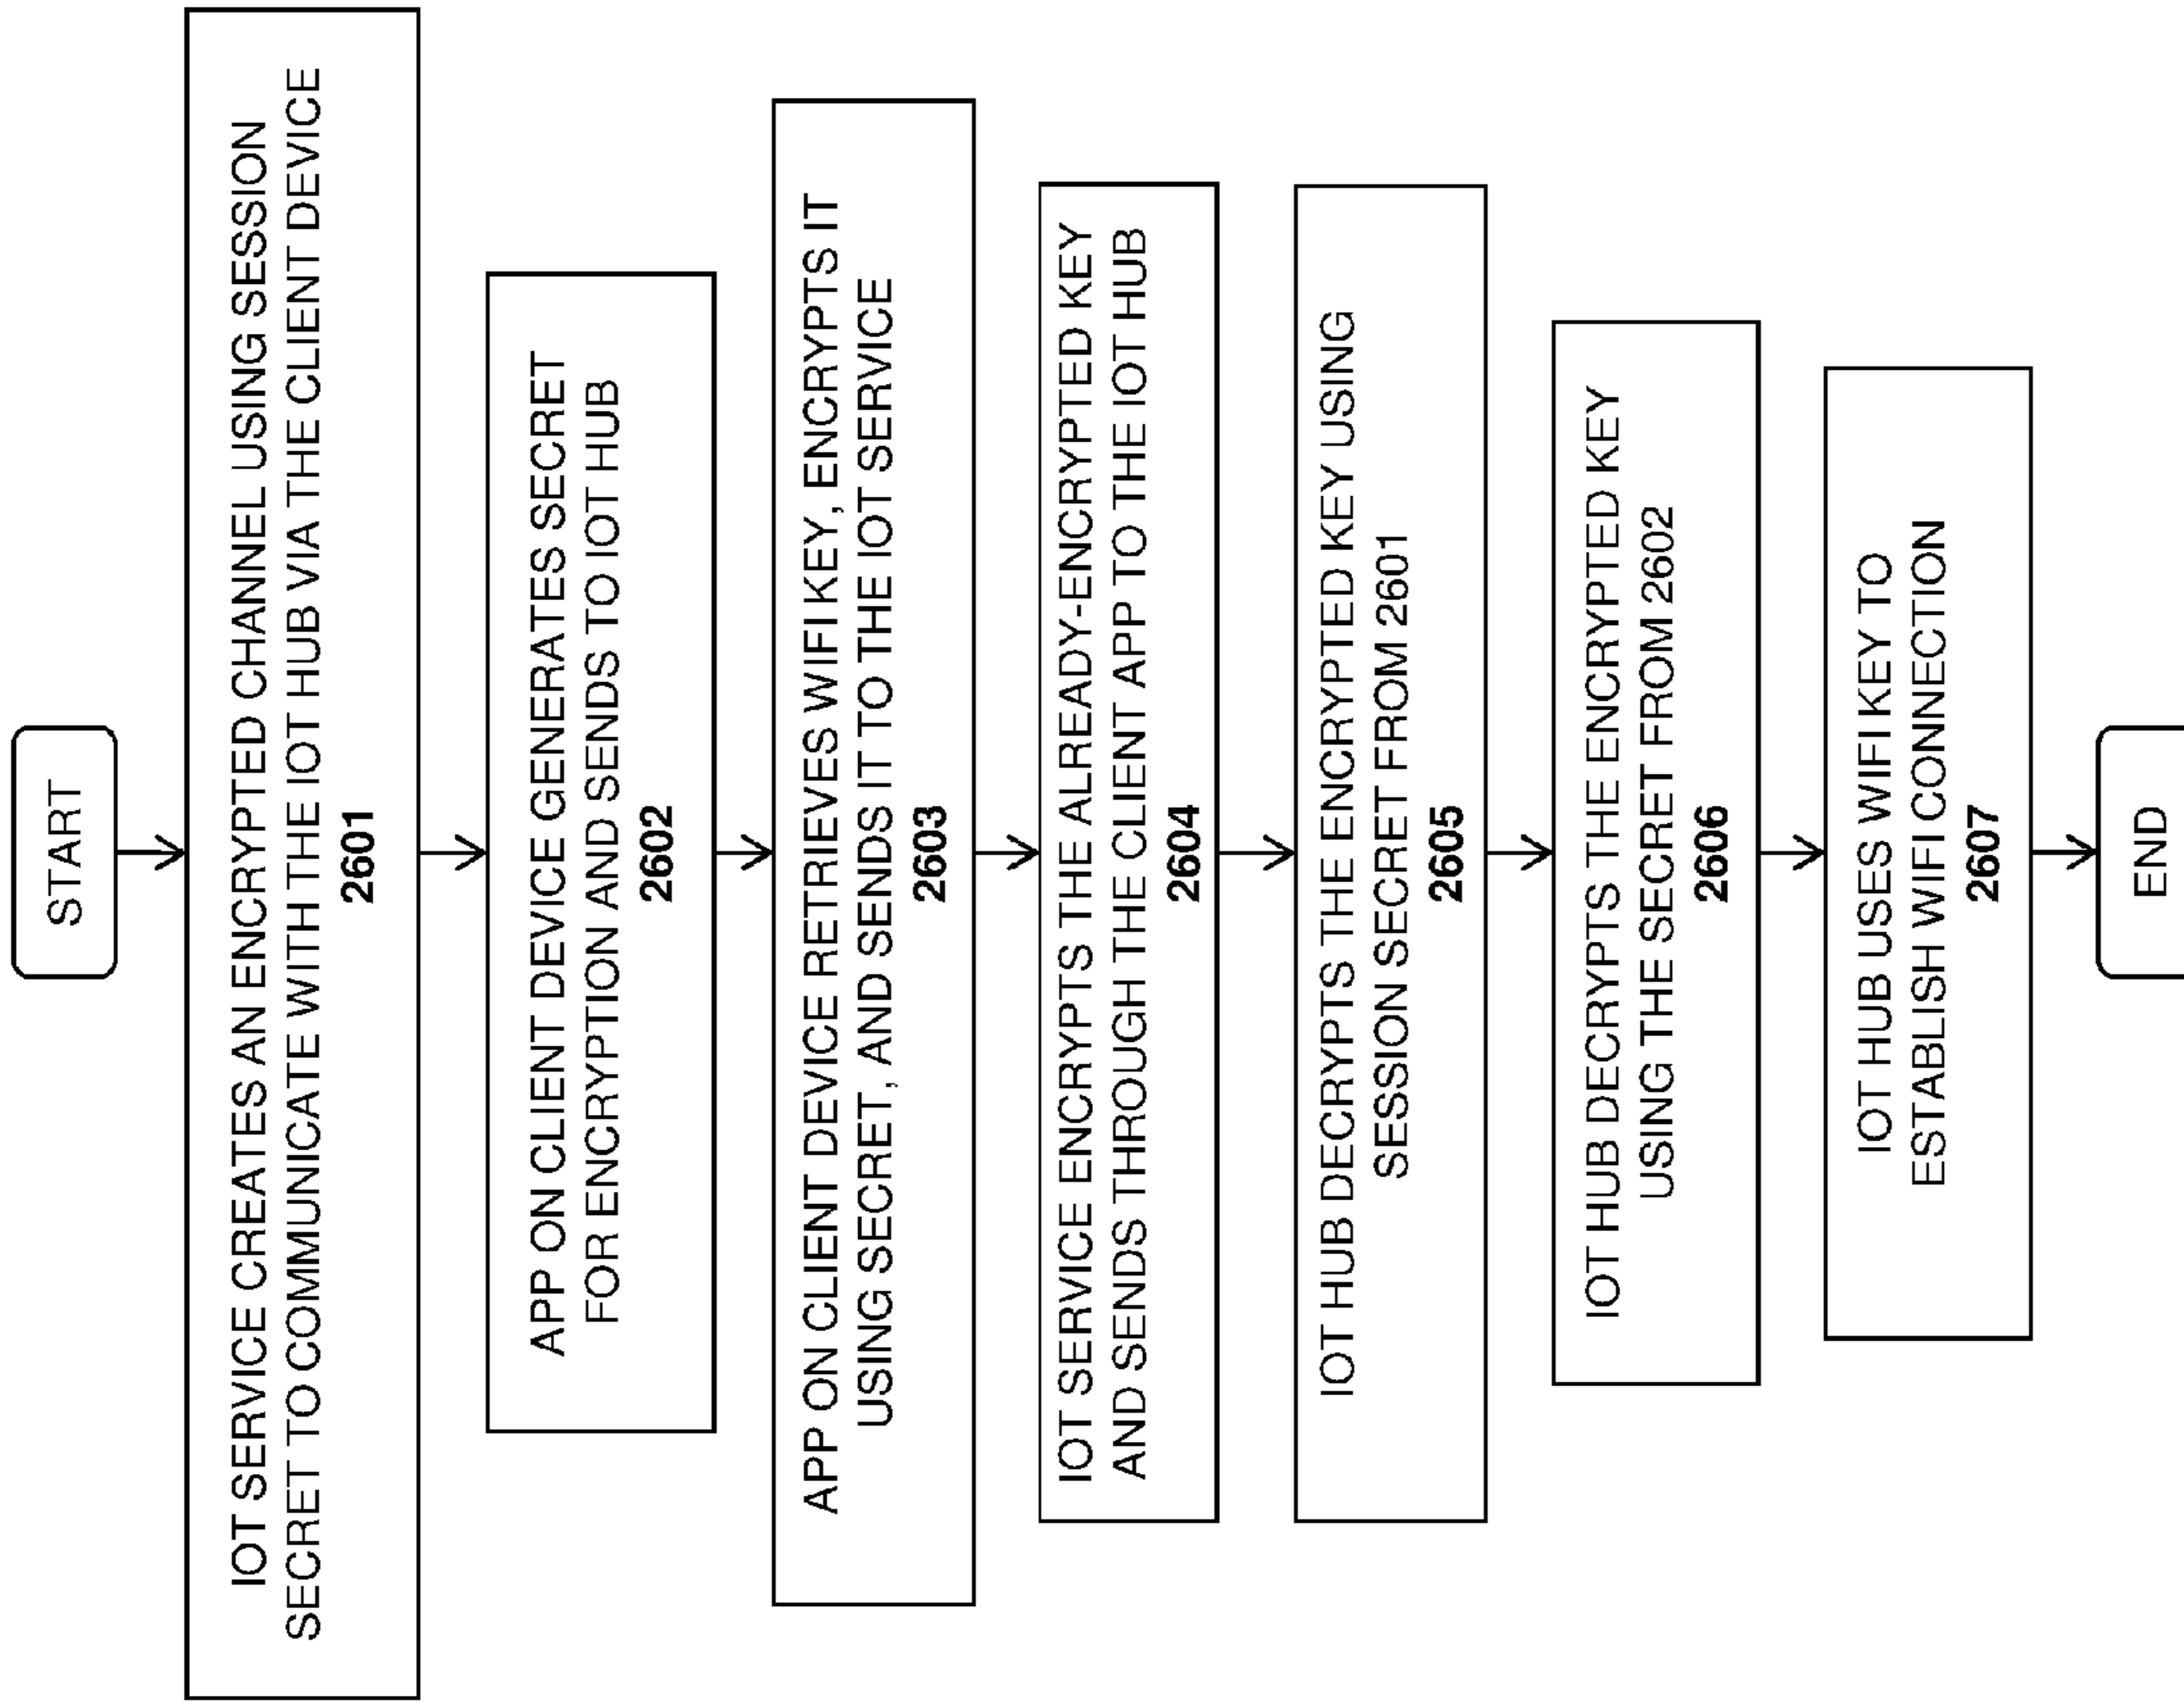 START
IOT SERVICE CREATES AN ENCRYPTED CHANNEL USING SESSION
SECRET TO COMMUNICATE WITH THE IOT HUB VIA THE CLIENT DEVICE
2601
APP ON CLIENT DEVICE GENERATES SECRET
FOR ENCRYPTION AND SENDS TO IOT HUB
2602
APP ON CLIENT DEVICE RETRIEVES WIFI KEY, ENCRYPTS IT
USING SECRET, AND SENDS IT TO THE IOT SERVICE
2603
IOT SERVICE ENCRYPTS THE ALREADY-ENCRYPTED KEY
AND SENDS THROUGH THE CLIENT APP TO THE IOT HUB
2604
IOT HUB DECRYPTS THE ENCRYPTED KEY USING
SESSION SECRET FROM 2601
2605
IOT HUB DECRYPTS THE ENCRYPTED KEY
USING THE SECRET FROM 2602
2606
IOT HUB USES WIFI KEY TO
ESTABLISH WIFI CONNECTION
2607
END